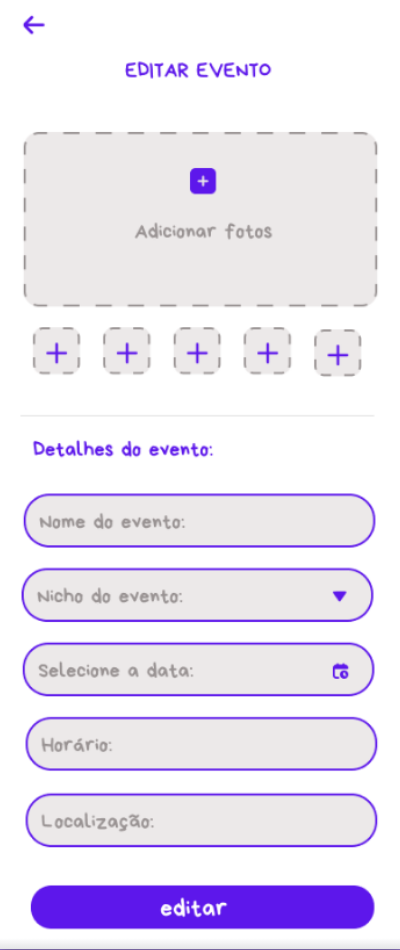 EDITAR EVENTO
Adicionar fotos
Detalhes do evento:
Nome do evento:
Nicho do evento:
Selecione a data:
Horário:
Localização:
editar